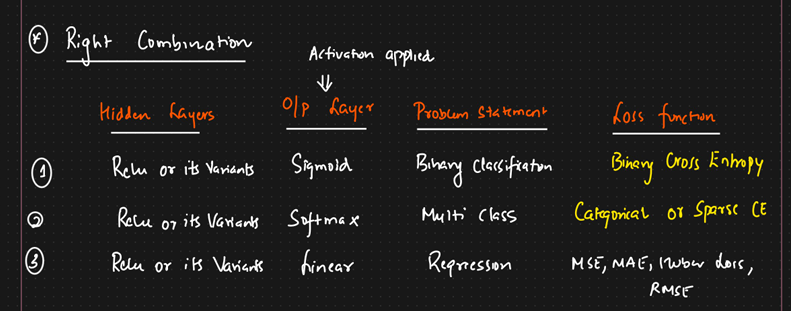 * Right Combination
Activation applied
Hidden Layers O/P Layer Problem Statement Loss function
1 Relu or its Variants Sigmoid Binary Classification Binary Cross Entropy
2 Relu or its Variants Softmax Multi Class Categorical or Sparse CE
3 Relu or its Variants Linear Regression MSE, MAE, Huber Loss,
RMSE